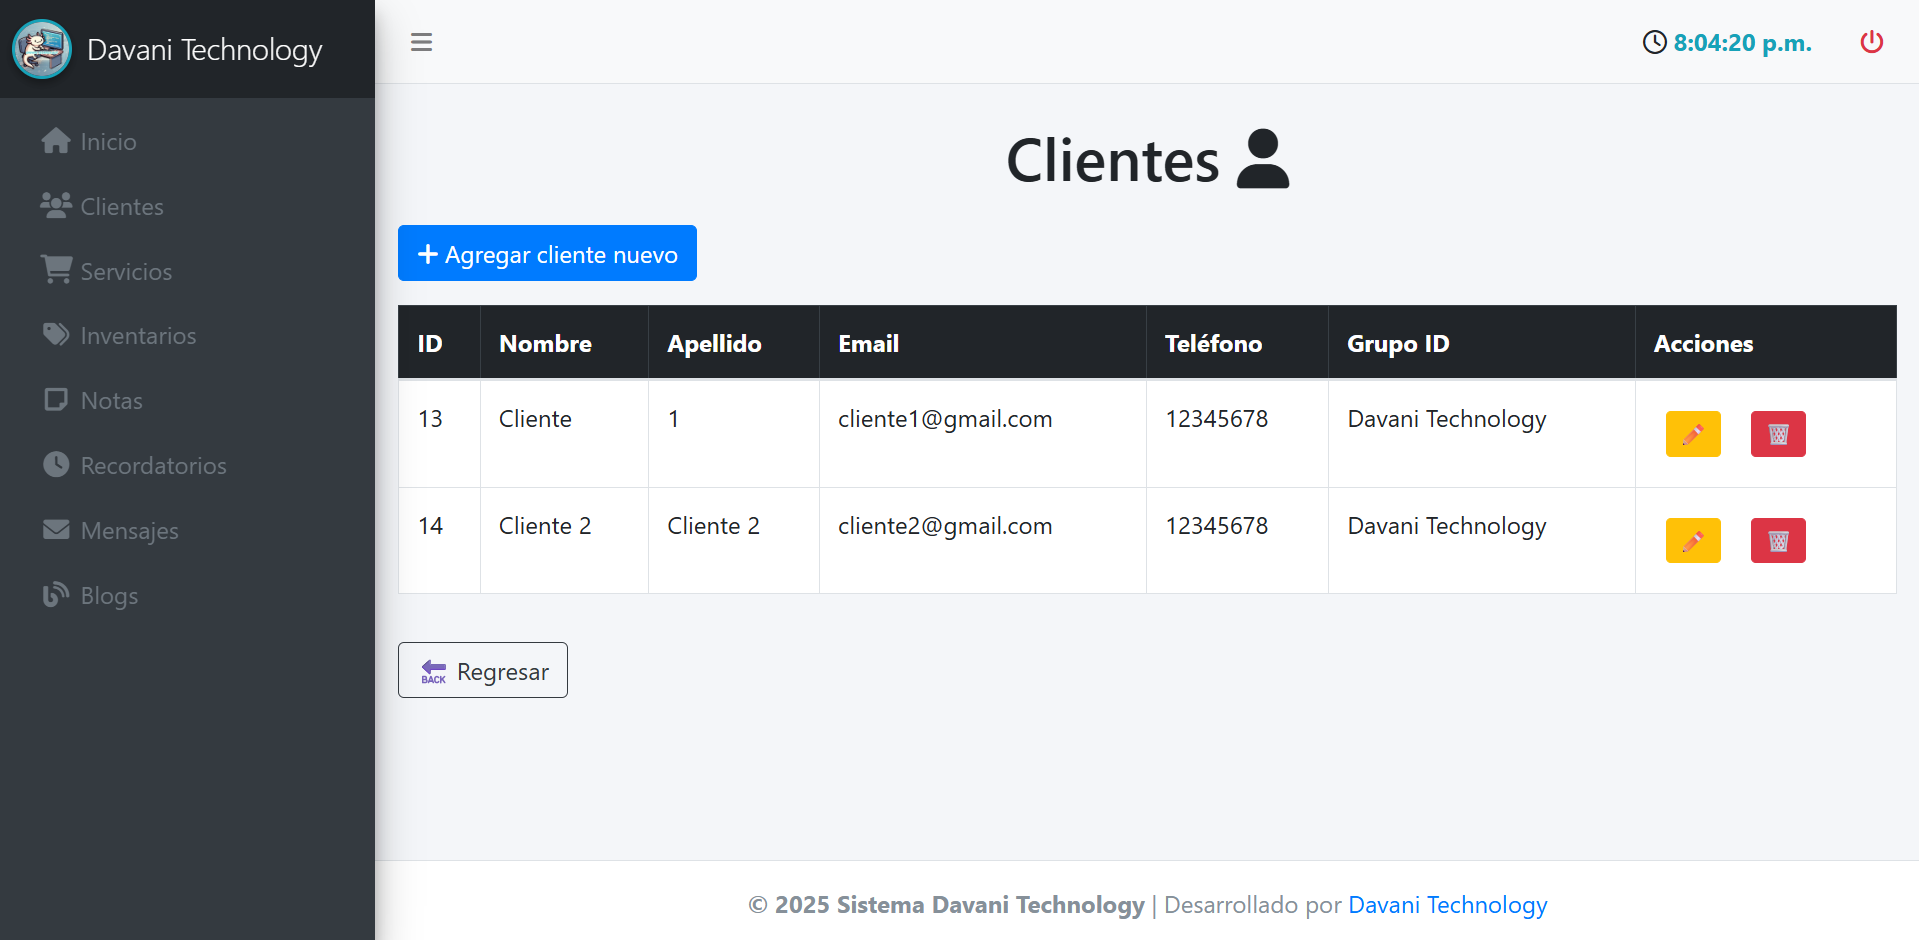 Davani Technology
8:04:20 p.m.
Inicio
Clientes
Servicios
Inventarios
Notas
Recordatorios
Mensajes
Blogs
Clientes
Agregar cliente nuevo
ID Nombre Apellido Email Teléfono Grupo ID Acciones
13 Cliente 1 cliente1@gmail.com 12345678 Davani Technology
14 Cliente 2 Cliente 2 cliente2@gmail.com 12345678 Davani Technology
BACK Regresar
© 2025 Sistema Davani Technology | Desarrollado por Davani Technology